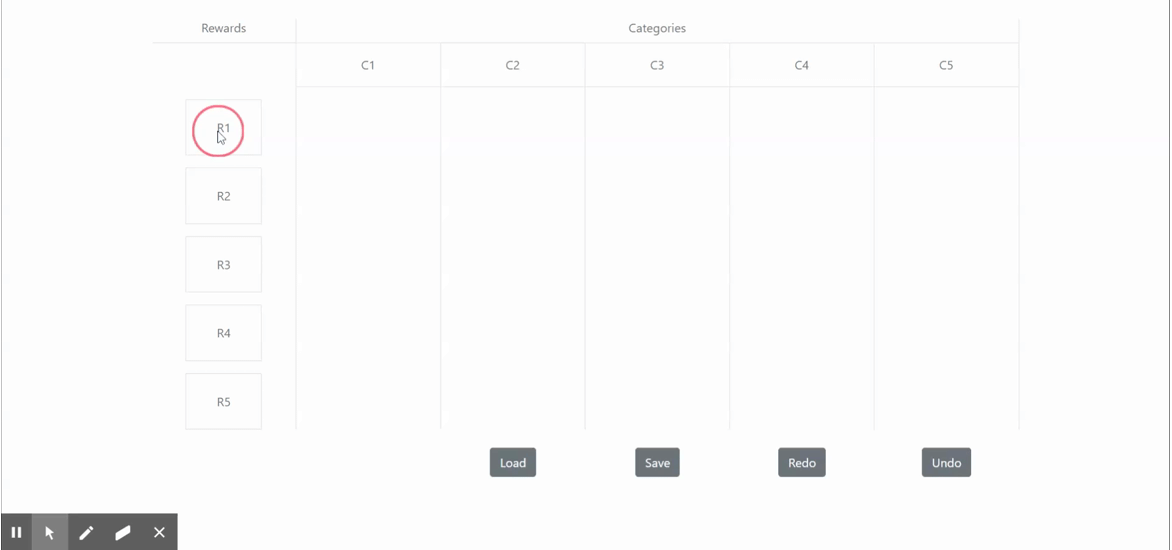 Rewards Categories
C1 C2 C3 C4 C5
R1
R2
R3
R4
R5
Load Save Redo Undo